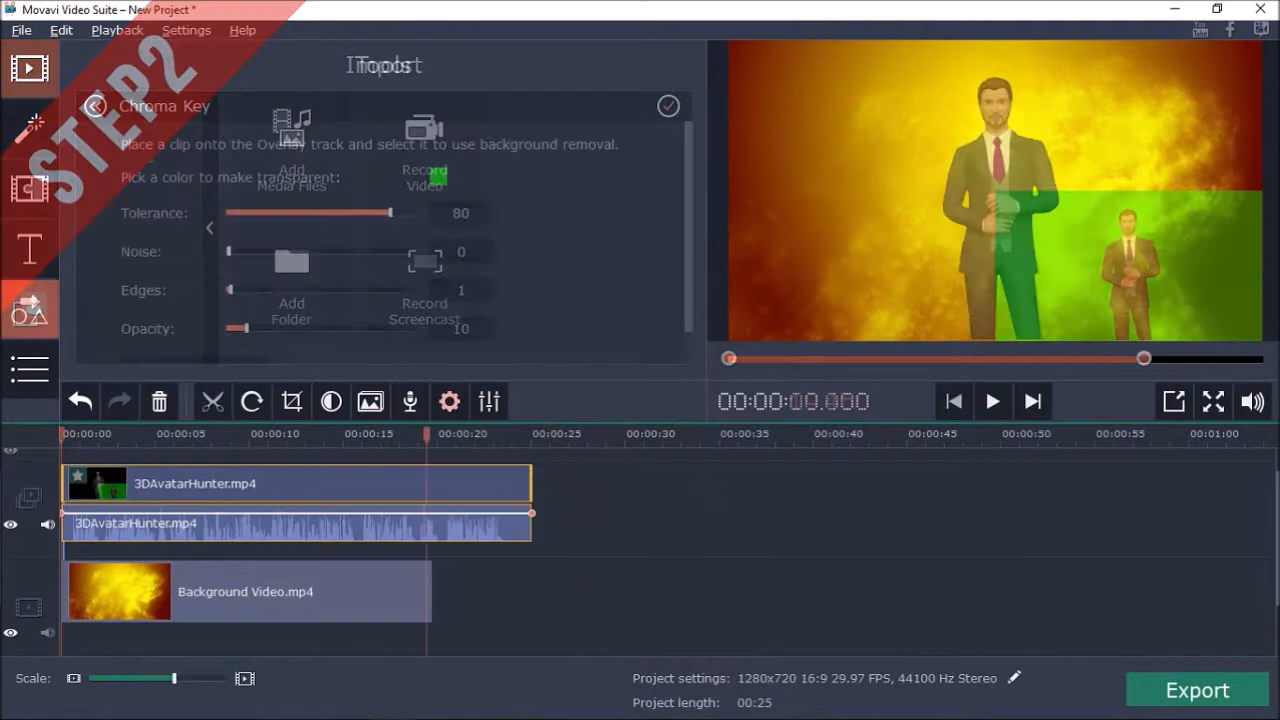 Movavi Video Suite – New Project *
File Edit Playback Settings Help
STEP2
Import
Tools
Chroma Key
Place a clip onto the Overlay track and select it to use background removal.
Pick a color to make transparent:
Tolerance: 80
Noise: 0
Edges: 1
Opacity: 10
Add
Media Files
Record
Video
Add
Folder
Record
Screencast
You
Tube
00:00:00 00:00:05 00:00:10 00:00:15 00:00:20 00:00:25 00:00:30 00:00:35 00:00:40 00:00:45 00:00:50 00:00:55 00:01:00
3DAvatarHunter.mp4
3DAvatarHunter.mp4
Background Video.mp4
Scale:
Project settings: 1280x720 16:9 29.97 FPS, 44100 Hz Stereo
Project length: 00:25
Export